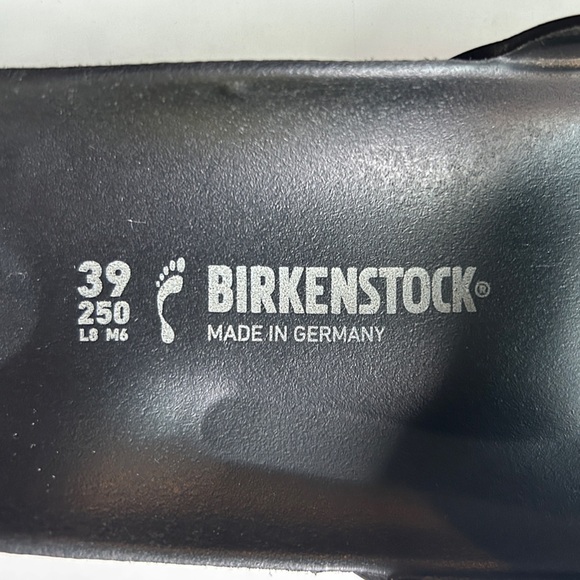 39
250
L8 M6
BIRKENSTOCK®
MADE IN GERMANY